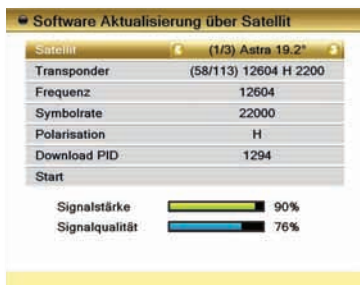 Software Aktualisierung über Satellit
Satellit (1/3) Astra 19.2°
Transponder (58/113) 12604 H 2200
Frequenz 12604
Symbolrate 22000
Polarisation H
Download PID 1294
Start
Signalstärke 90%
Signalqualität 76%